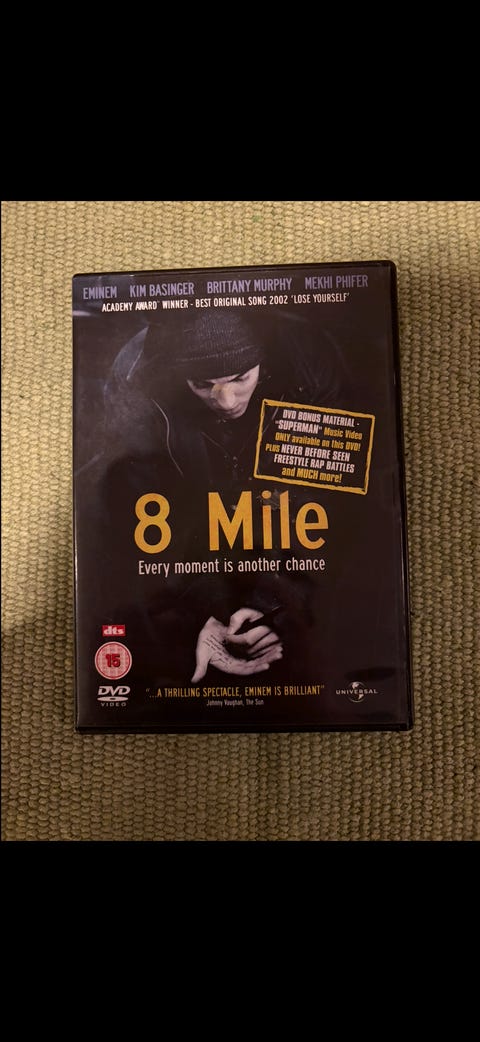 EMINEM KIM BASINGER BRITTANY MURPHY MEKHI PHIFER
ACADEMY AWARD® WINNER - BEST ORIGINAL SONG 2002 'LOSE YOURSELF'
DVD BONUS MATERIAL -
"SUPERMAN" Music Video
ONLY available on this DVD!
PLUS NEVER BEFORE SEEN
FREESTYLE RAP BATTLES
and MUCH more!
8 Mile
Every moment is another chance
dts
15
DVD
VIDEO
"...A THRILLING SPECTACLE, EMINEM IS BRILLIANT"
Johnny Vaughan, The Sun
UNIVERSAL